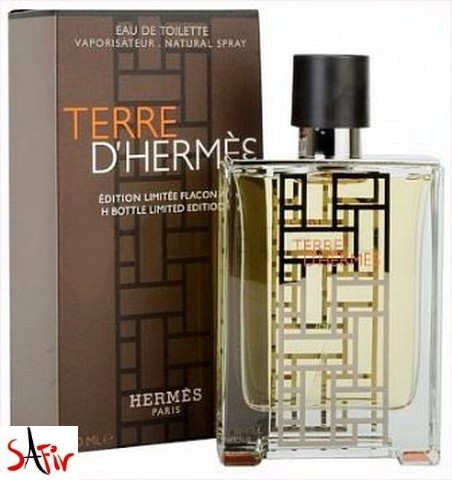 EAU DE TOILETTE
VAPORISATEUR . NATURAL SPRAY
TERRE
D'HERMÈS
ÉDITION LIMITÉE FLACON
H BOTTLE LIMITED EDITION
TERRE
D'HERMÈS
HERMÈS
PARIS
ML e
SAfir